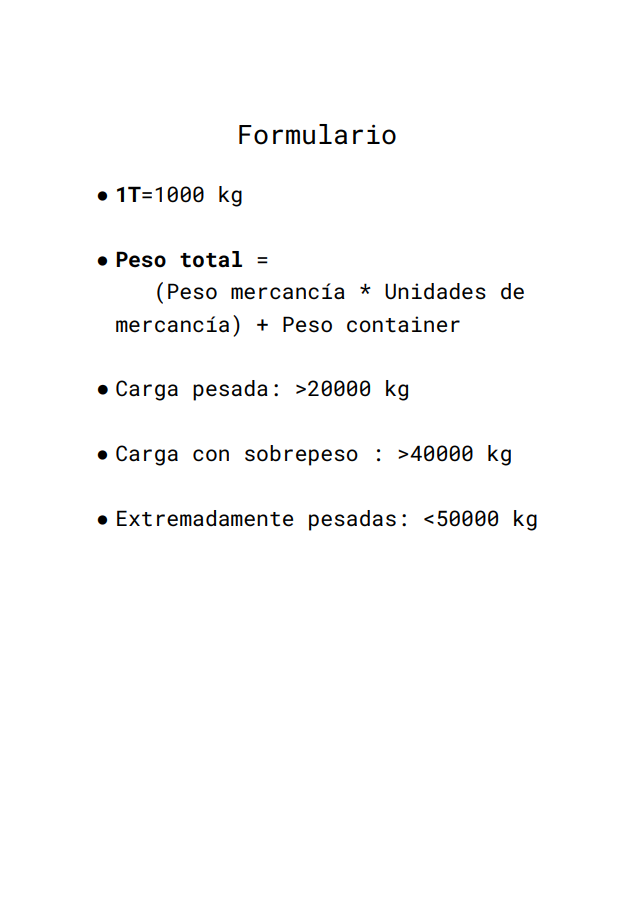 Formulario
● 1T=1000 kg
● Peso total =
(Peso mercancía * Unidades de
mercancía) + Peso container
● Carga pesada: >20000 kg
● Carga con sobrepeso : >40000 kg
● Extremadamente pesadas: <50000 kg